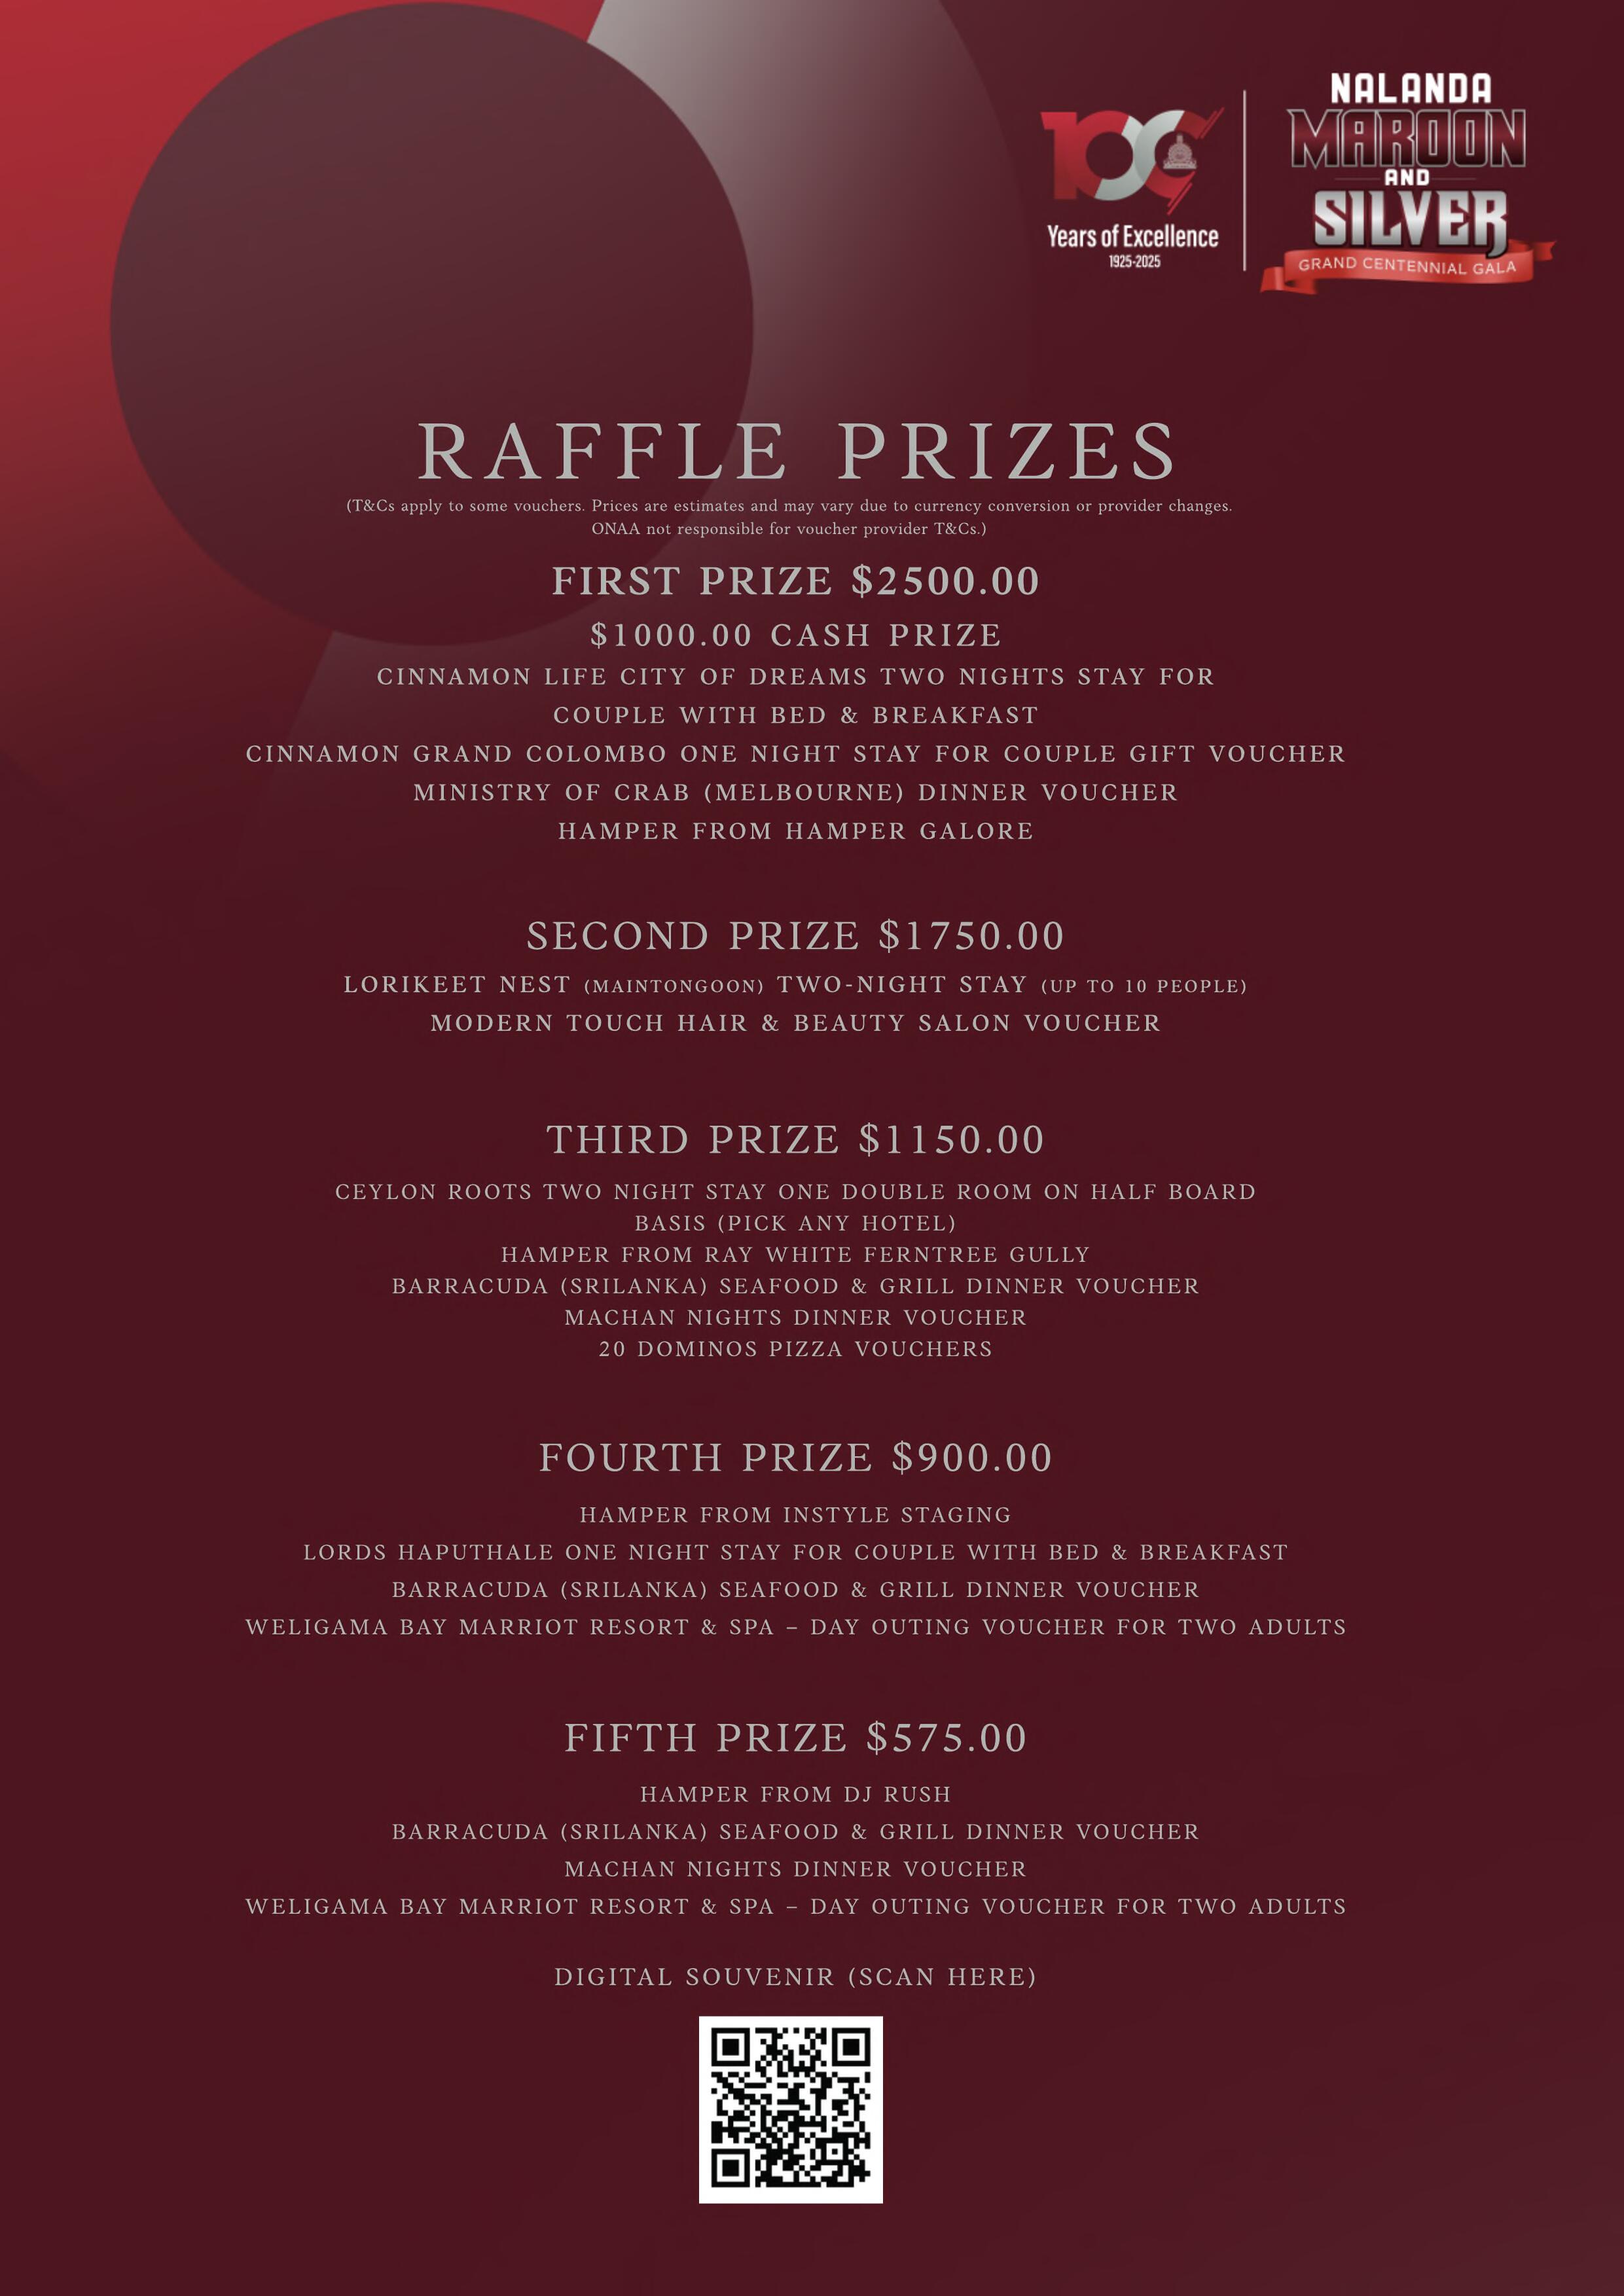 100
Years of Excellence
1925-2025
NALANDA
MAROON
AND
SILVER
GRAND CENTENNIAL GALA
RAFFLE PRIZES
(T&Cs apply to some vouchers. Prices are estimates and may vary due to currency conversion or provider changes.
ONAA not responsible for voucher provider T&Cs.)
FIRST PRIZE $2500.00
$1000.00 CASH PRIZE
CINNAMON LIFE CITY OF DREAMS TWO NIGHTS STAY FOR
COUPLE WITH BED & BREAKFAST
CINNAMON GRAND COLOMBO ONE NIGHT STAY FOR COUPLE GIFT VOUCHER
MINISTRY OF CRAB (MELBOURNE) DINNER VOUCHER
HAMPER FROM HAMPER GALORE
SECOND PRIZE $1750.00
LORIKEET NEST (MAINTONGOON) TWO-NIGHT STAY (UP TO 10 PEOPLE)
MODERN TOUCH HAIR & BEAUTY SALON VOUCHER
THIRD PRIZE $1150.00
CEYLON ROOTS TWO NIGHT STAY ONE DOUBLE ROOM ON HALF BOARD
BASIS (PICK ANY HOTEL)
HAMPER FROM RAY WHITE FERNTREE GULLY
BARRACUDA (SRILANKA) SEAFOOD & GRILL DINNER VOUCHER
MACHAN NIGHTS DINNER VOUCHER
20 DOMINOS PIZZA VOUCHERS
FOURTH PRIZE $900.00
HAMPER FROM INSTYLE STAGING
LORDS HAPUTHALE ONE NIGHT STAY FOR COUPLE WITH BED & BREAKFAST
BARRACUDA (SRILANKA) SEAFOOD & GRILL DINNER VOUCHER
WELIGAMA BAY MARRIOT RESORT & SPA – DAY OUTING VOUCHER FOR TWO ADULTS
FIFTH PRIZE $575.00
HAMPER FROM DJ RUSH
BARRACUDA (SRILANKA) SEAFOOD & GRILL DINNER VOUCHER
MACHAN NIGHTS DINNER VOUCHER
WELIGAMA BAY MARRIOT RESORT & SPA – DAY OUTING VOUCHER FOR TWO ADULTS
DIGITAL SOUVENIR (SCAN HERE)